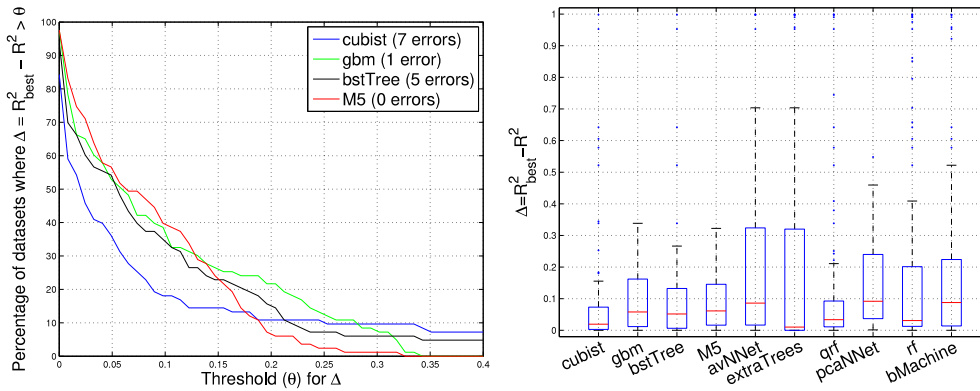 Percentage of datasets where Δ = R²best − R² > θ
100
90
80
70
60
50
40
30
20
10
0
cubist (7 errors)
gbm (1 error)
bstTree (5 errors)
M5 (0 errors)
0 0.05 0.1 0.15 0.2 0.25 0.3 0.35 0.4
Threshold (θ) for Δ
Δ=R²best−R²
1
0.9
0.8
0.7
0.6
0.5
0.4
0.3
0.2
0.1
0
cubist
gbm
bstTree
M5
avNNet
extraTrees
qrf
pcaNNet
rf
bMachine